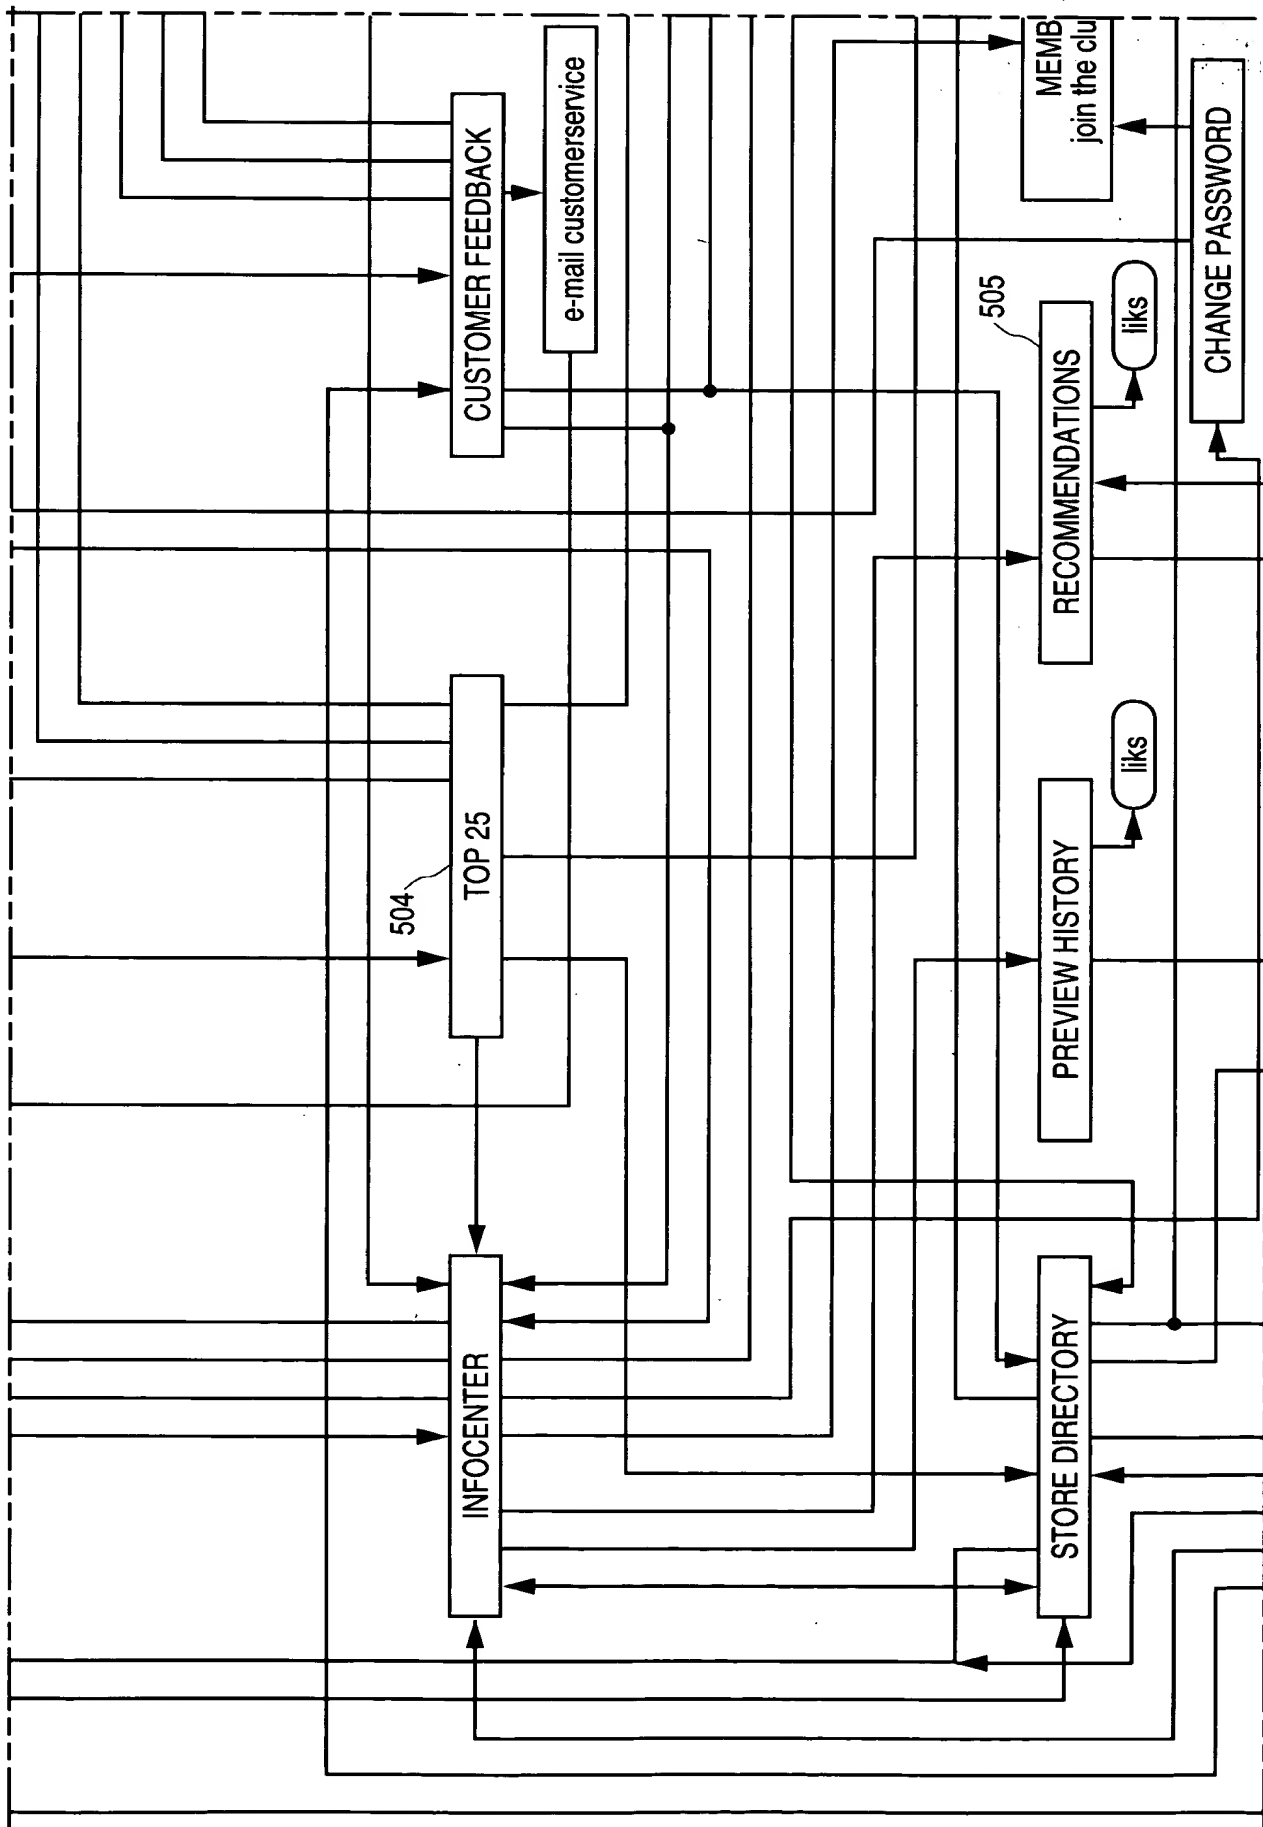 INFOCENTER
504
TOP 25
CUSTOMER FEEDBACK
e-mail customerservice
STORE DIRECTORY
PREVIEW HISTORY
liks
505
RECOMMENDATIONS
liks
MEMB
join the clu
CHANGE PASSWORD